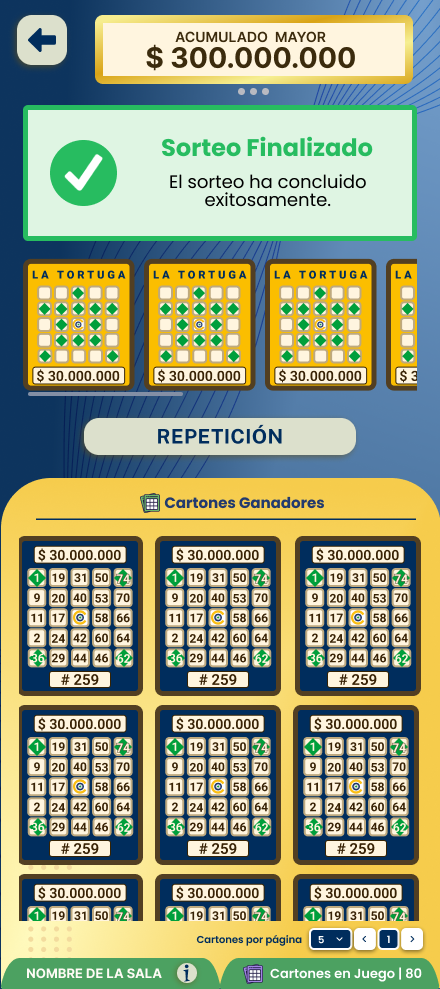 ACUMULADO MAYOR
$ 300.000.000
Sorteo Finalizado
El sorteo ha concluido
exitosamente.
LA TORTUGA LA TORTUGA LA TORTUGA LA
$ 30.000.000 $ 30.000.000 $ 30.000.000 $ 3
REPETICIÓN
Cartones Ganadores
$ 30.000.000 $ 30.000.000 $ 30.000.000
1 19 31 50 74 1 19 31 50 74 1 19 31 50 74
9 20 40 53 70 9 20 40 53 70 9 20 40 53 70
11 17 58 66 11 17 58 66 11 17 58 66
2 24 42 60 64 2 24 42 60 64 2 24 42 60 64
36 29 44 46 62 36 29 44 46 62 36 29 44 46 62
# 259 # 259 # 259
$ 30.000.000 $ 30.000.000 $ 30.000.000
1 19 31 50 74 1 19 31 50 74 1 19 31 50 74
9 20 40 53 70 9 20 40 53 70 9 20 40 53 70
11 17 58 66 11 17 58 66 11 17 58 66
2 24 42 60 64 2 24 42 60 64 2 24 42 60 64
36 29 44 46 62 36 29 44 46 62 36 29 44 46 62
# 259 # 259 # 259
$ 30.000.000 $ 30.000.000 $ 30.000.000
1 19 31 50 74 1 19 31 50 74 1 19 31 50 74
Cartones por página 5 1
NOMBRE DE LA SALA i Cartones en Juego | 80